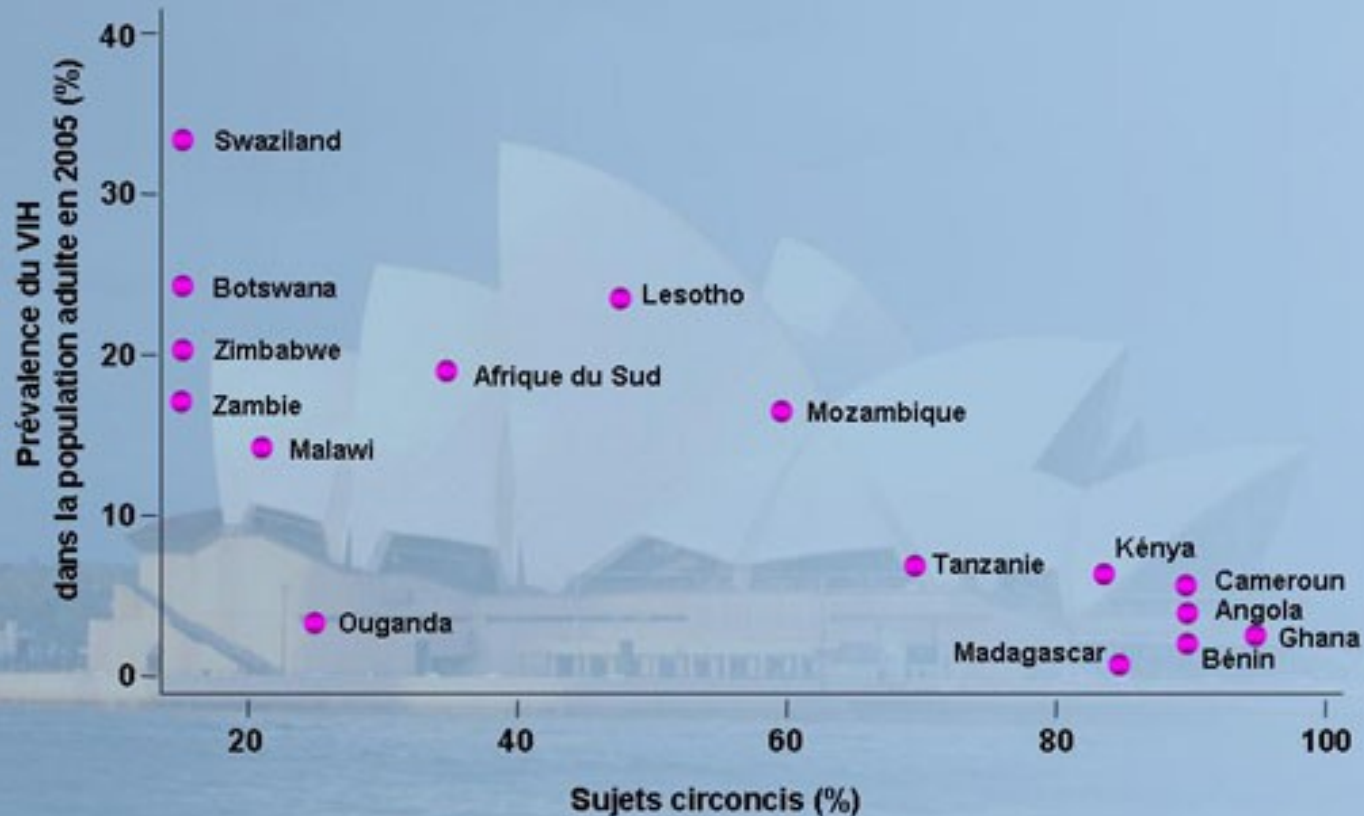 Prévalence du VIH
dans la population adulte en 2005 (%)
40
30
20
10
0
Swaziland
Botswana
Lesotho
Zimbabwe
Afrique du Sud
Zambie
Mozambique
Malawi
Kénya
Tanzanie
Cameroun
Angola
Ouganda
Ghana
Madagascar
Bénin
20
40
60
80
100
Sujets circoncis (%)